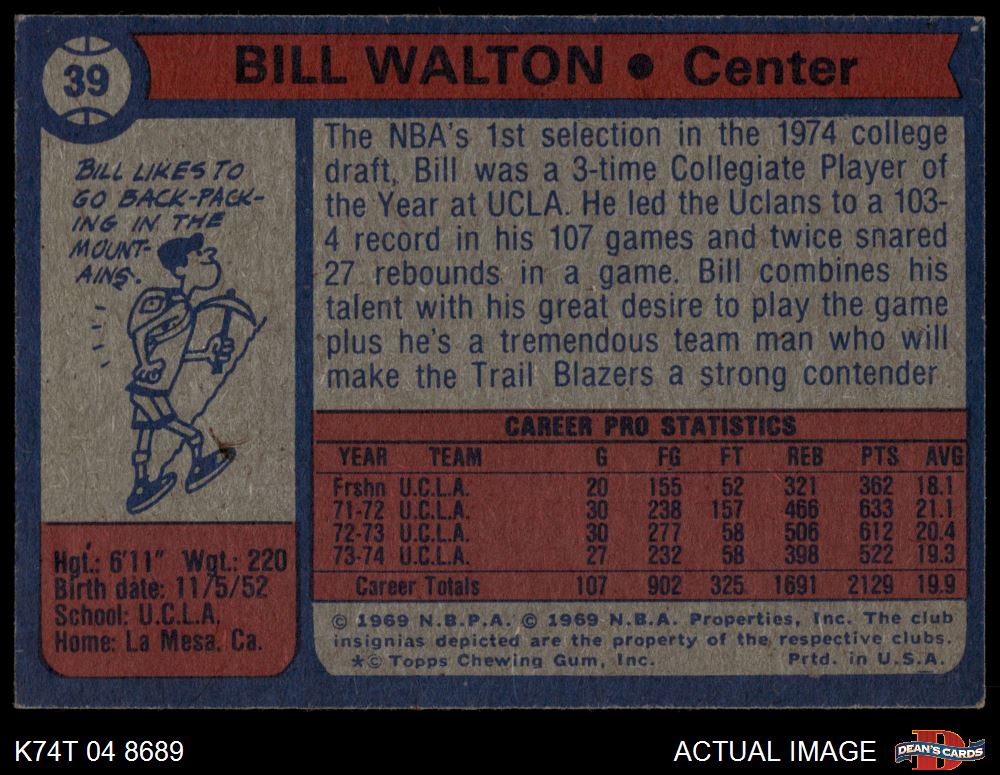 39
BILL WALTON • Center
BILL LIKES TO
GO BACK-PACK-
ING IN THE
MOUNT-
AINS.
The NBA's 1st selection in the 1974 college
draft, Bill was a 3-time Collegiate Player of
the Year at UCLA. He led the Uclans to a 103-
4 record in his 107 games and twice snared
27 rebounds in a game. Bill combines his
talent with his great desire to play the game
plus he's a tremendous team man who will
make the Trail Blazers a strong contender
CAREER PRO STATISTICS
YEAR TEAM G FG FT REB PTS AVG
Frshn U.C.L.A. 20 155 52 321 362 18.1
71-72 U.C.L.A. 30 238 157 466 633 21.1
72-73 U.C.L.A. 30 277 58 506 612 20.4
73-74 U.C.L.A. 27 232 58 398 522 19.3
Career Totals 107 902 325 1691 2129 19.9
Hgt.: 6'11" Wgt.: 220
Birth date: 11/5/52
School: U.C.L.A.
Home: La Mesa, Ca.
© 1969 N.B.P.A. © 1969 N.B.A. Properties, Inc. The club
insignias depicted are the property of the respective clubs.
*© Topps Chewing Gum, Inc. Prtd. in U.S.A.
K74T 04 8689
ACTUAL IMAGE
D
DEAN'S CARDS